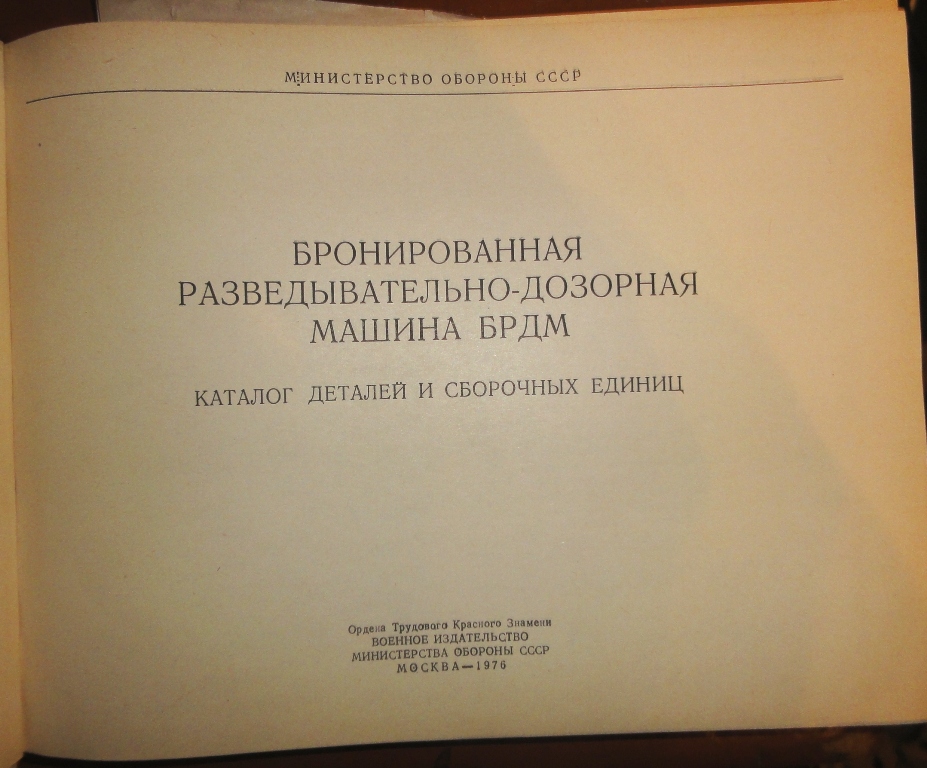 МИНИСТЕРСТВО ОБОРОНЫ СССР
БРОНИРОВАННАЯ
РАЗВЕДЫВАТЕЛЬНО-ДОЗОРНАЯ
МАШИНА БРДМ
КАТАЛОГ ДЕТАЛЕЙ И СБОРОЧНЫХ ЕДИНИЦ
Ордена Трудового Красного Знамени
ВОЕННОЕ ИЗДАТЕЛЬСТВО
МИНИСТЕРСТВА ОБОРОНЫ СССР
МОСКВА—1976